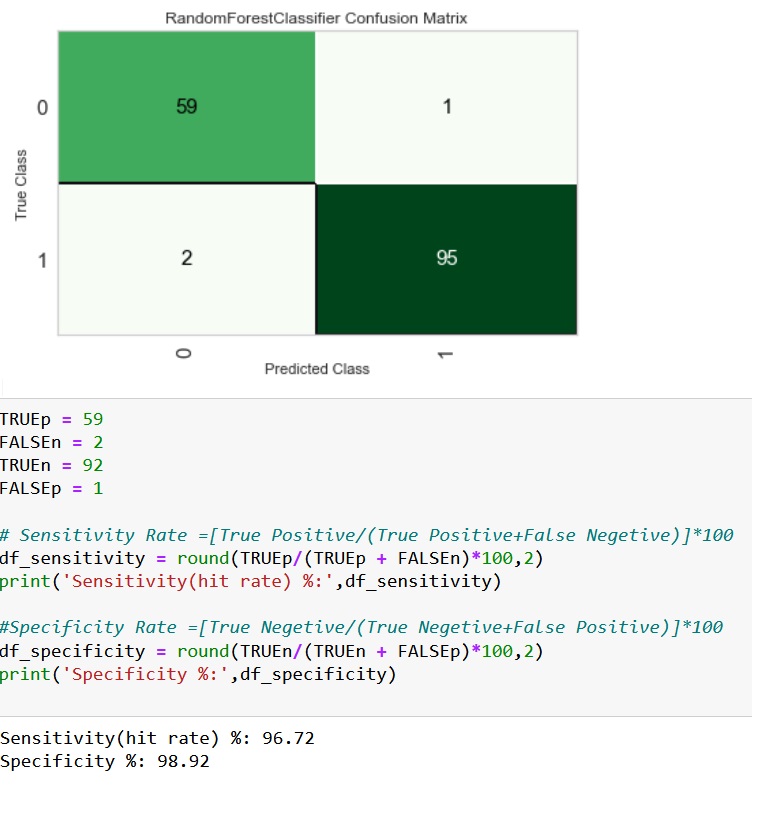 RandomForestClassifier Confusion Matrix
0
59
1
True Class
1
2
95
0
1
Predicted Class
TRUEp = 59
FALSEn = 2
TRUEn = 92
FALSEp = 1
# Sensitivity Rate =[True Positive/(True Positive+False Negetive)]*100
df_sensitivity = round(TRUEp/(TRUEp + FALSEn)*100,2)
print('Sensitivity(hit rate) %:',df_sensitivity)
#Specificity Rate =[True Negetive/(True Negetive+False Positive)]*100
df_specificity = round(TRUEn/(TRUEn + FALSEp)*100,2)
print('Specificity %:',df_specificity)
Sensitivity(hit rate) %: 96.72
Specificity %: 98.92